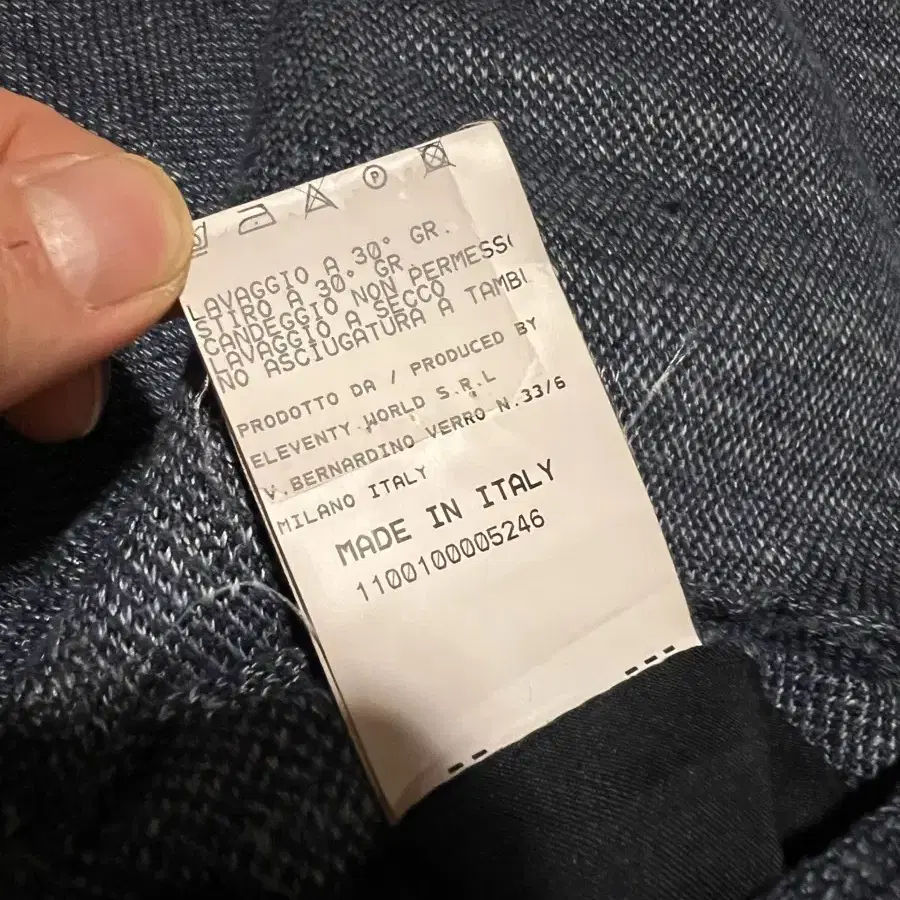 P
LAVAGGIO A 30° GR.
STIRO A 30° GR.
CANDEGGIO NON PERMESSO
LAVAGGIO A SECCO
NO ASCIUGATURA A TAMB
PRODOTTO DA / PRODUCED BY
ELEVENTY WORLD S.R.L
V.BERNARDINO VERRO N.33/6
MILANO ITALY
MADE IN ITALY
1100100005246